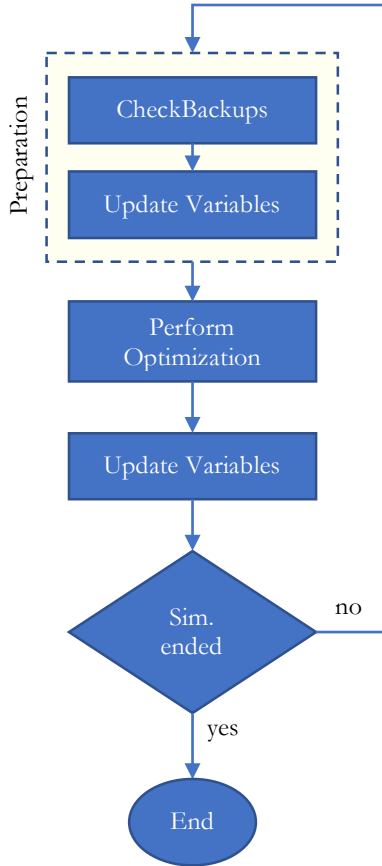 Preparation
CheckBackups
Update Variables
Perform
Optimization
Update Variables
Sim.
ended
no
yes
End